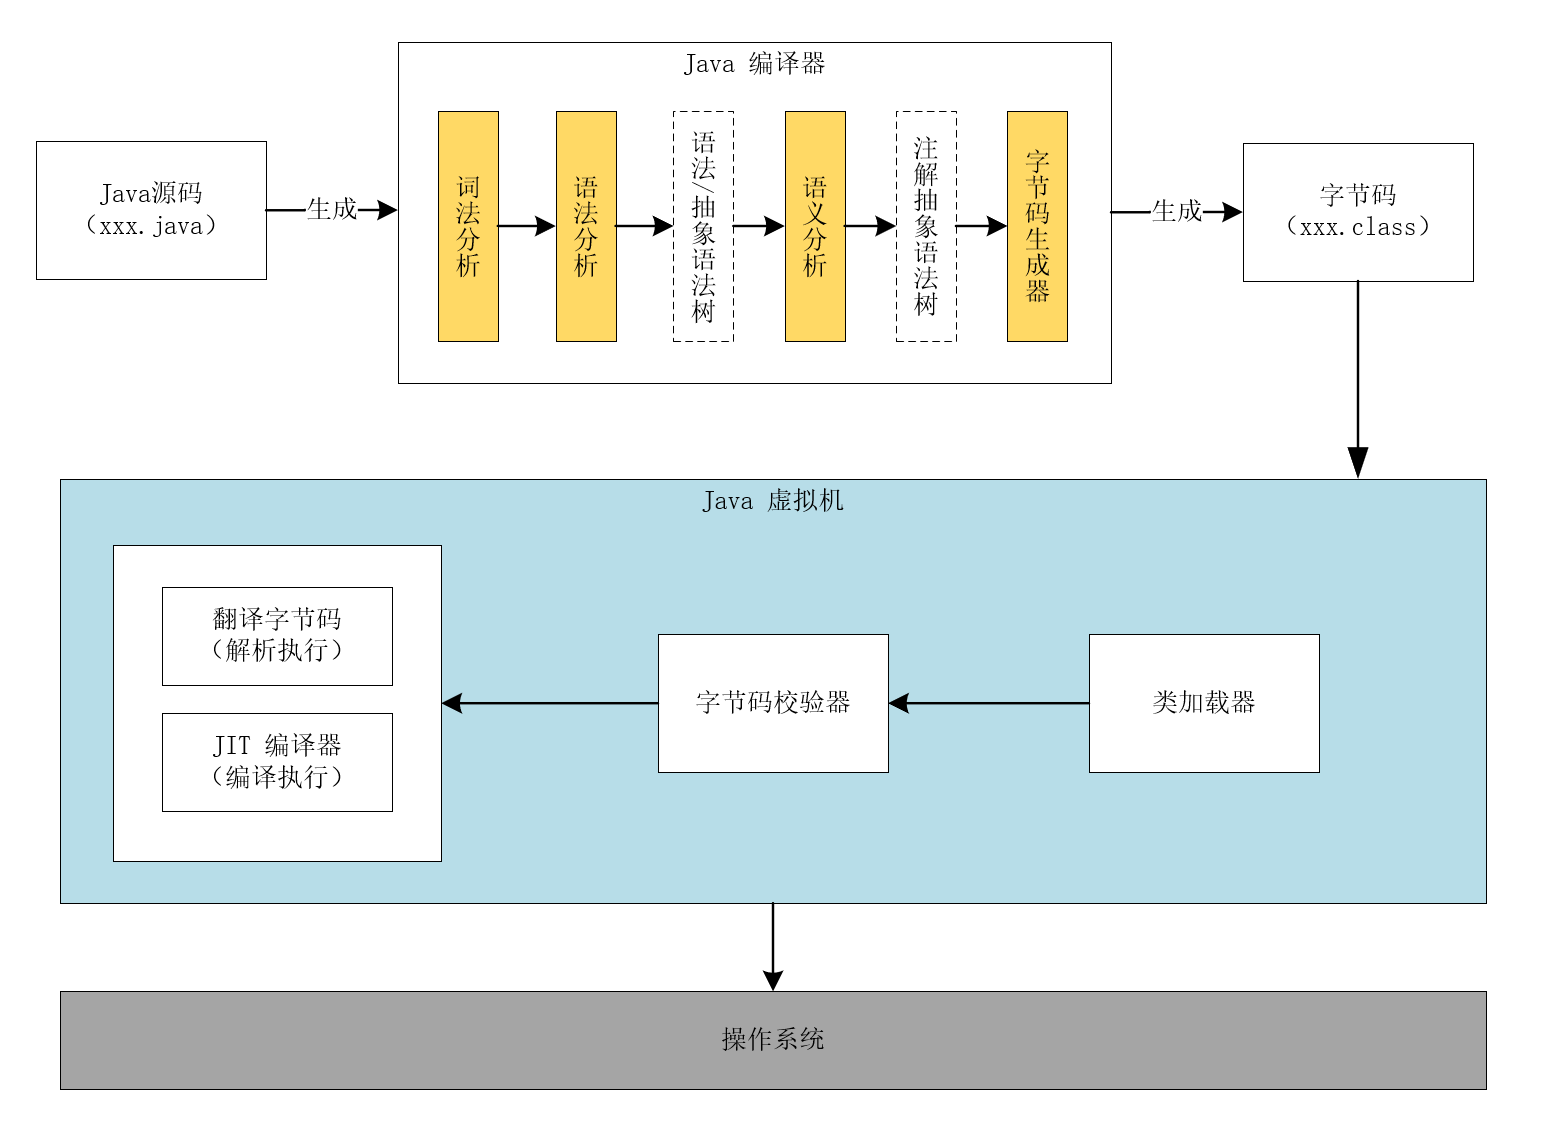 Java 编译器
Java源码
（xxx.java）
生成
词法分析
语法分析
语法/抽象语法树
语义分析
注解抽象语法树
字节码生成器
生成
字节码
（xxx.class）
Java 虚拟机
翻译字节码
（解析执行）
JIT 编译器
（编译执行）
字节码校验器
类加载器
操作系统